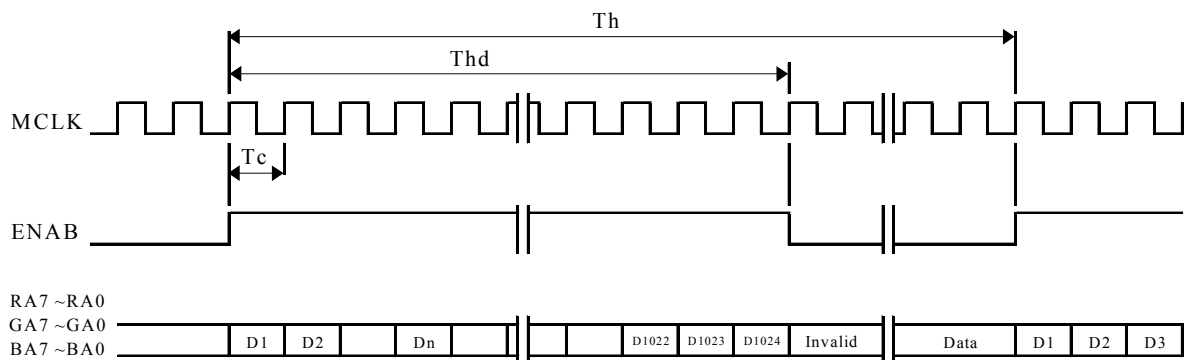 Th
Thd
MCLK
Tc
ENAB
RA7 ~RA0
GA7 ~GA0
BA7 ~BA0
D1 D2 Dn D1022 D1023 D1024 Invalid Data D1 D2 D3